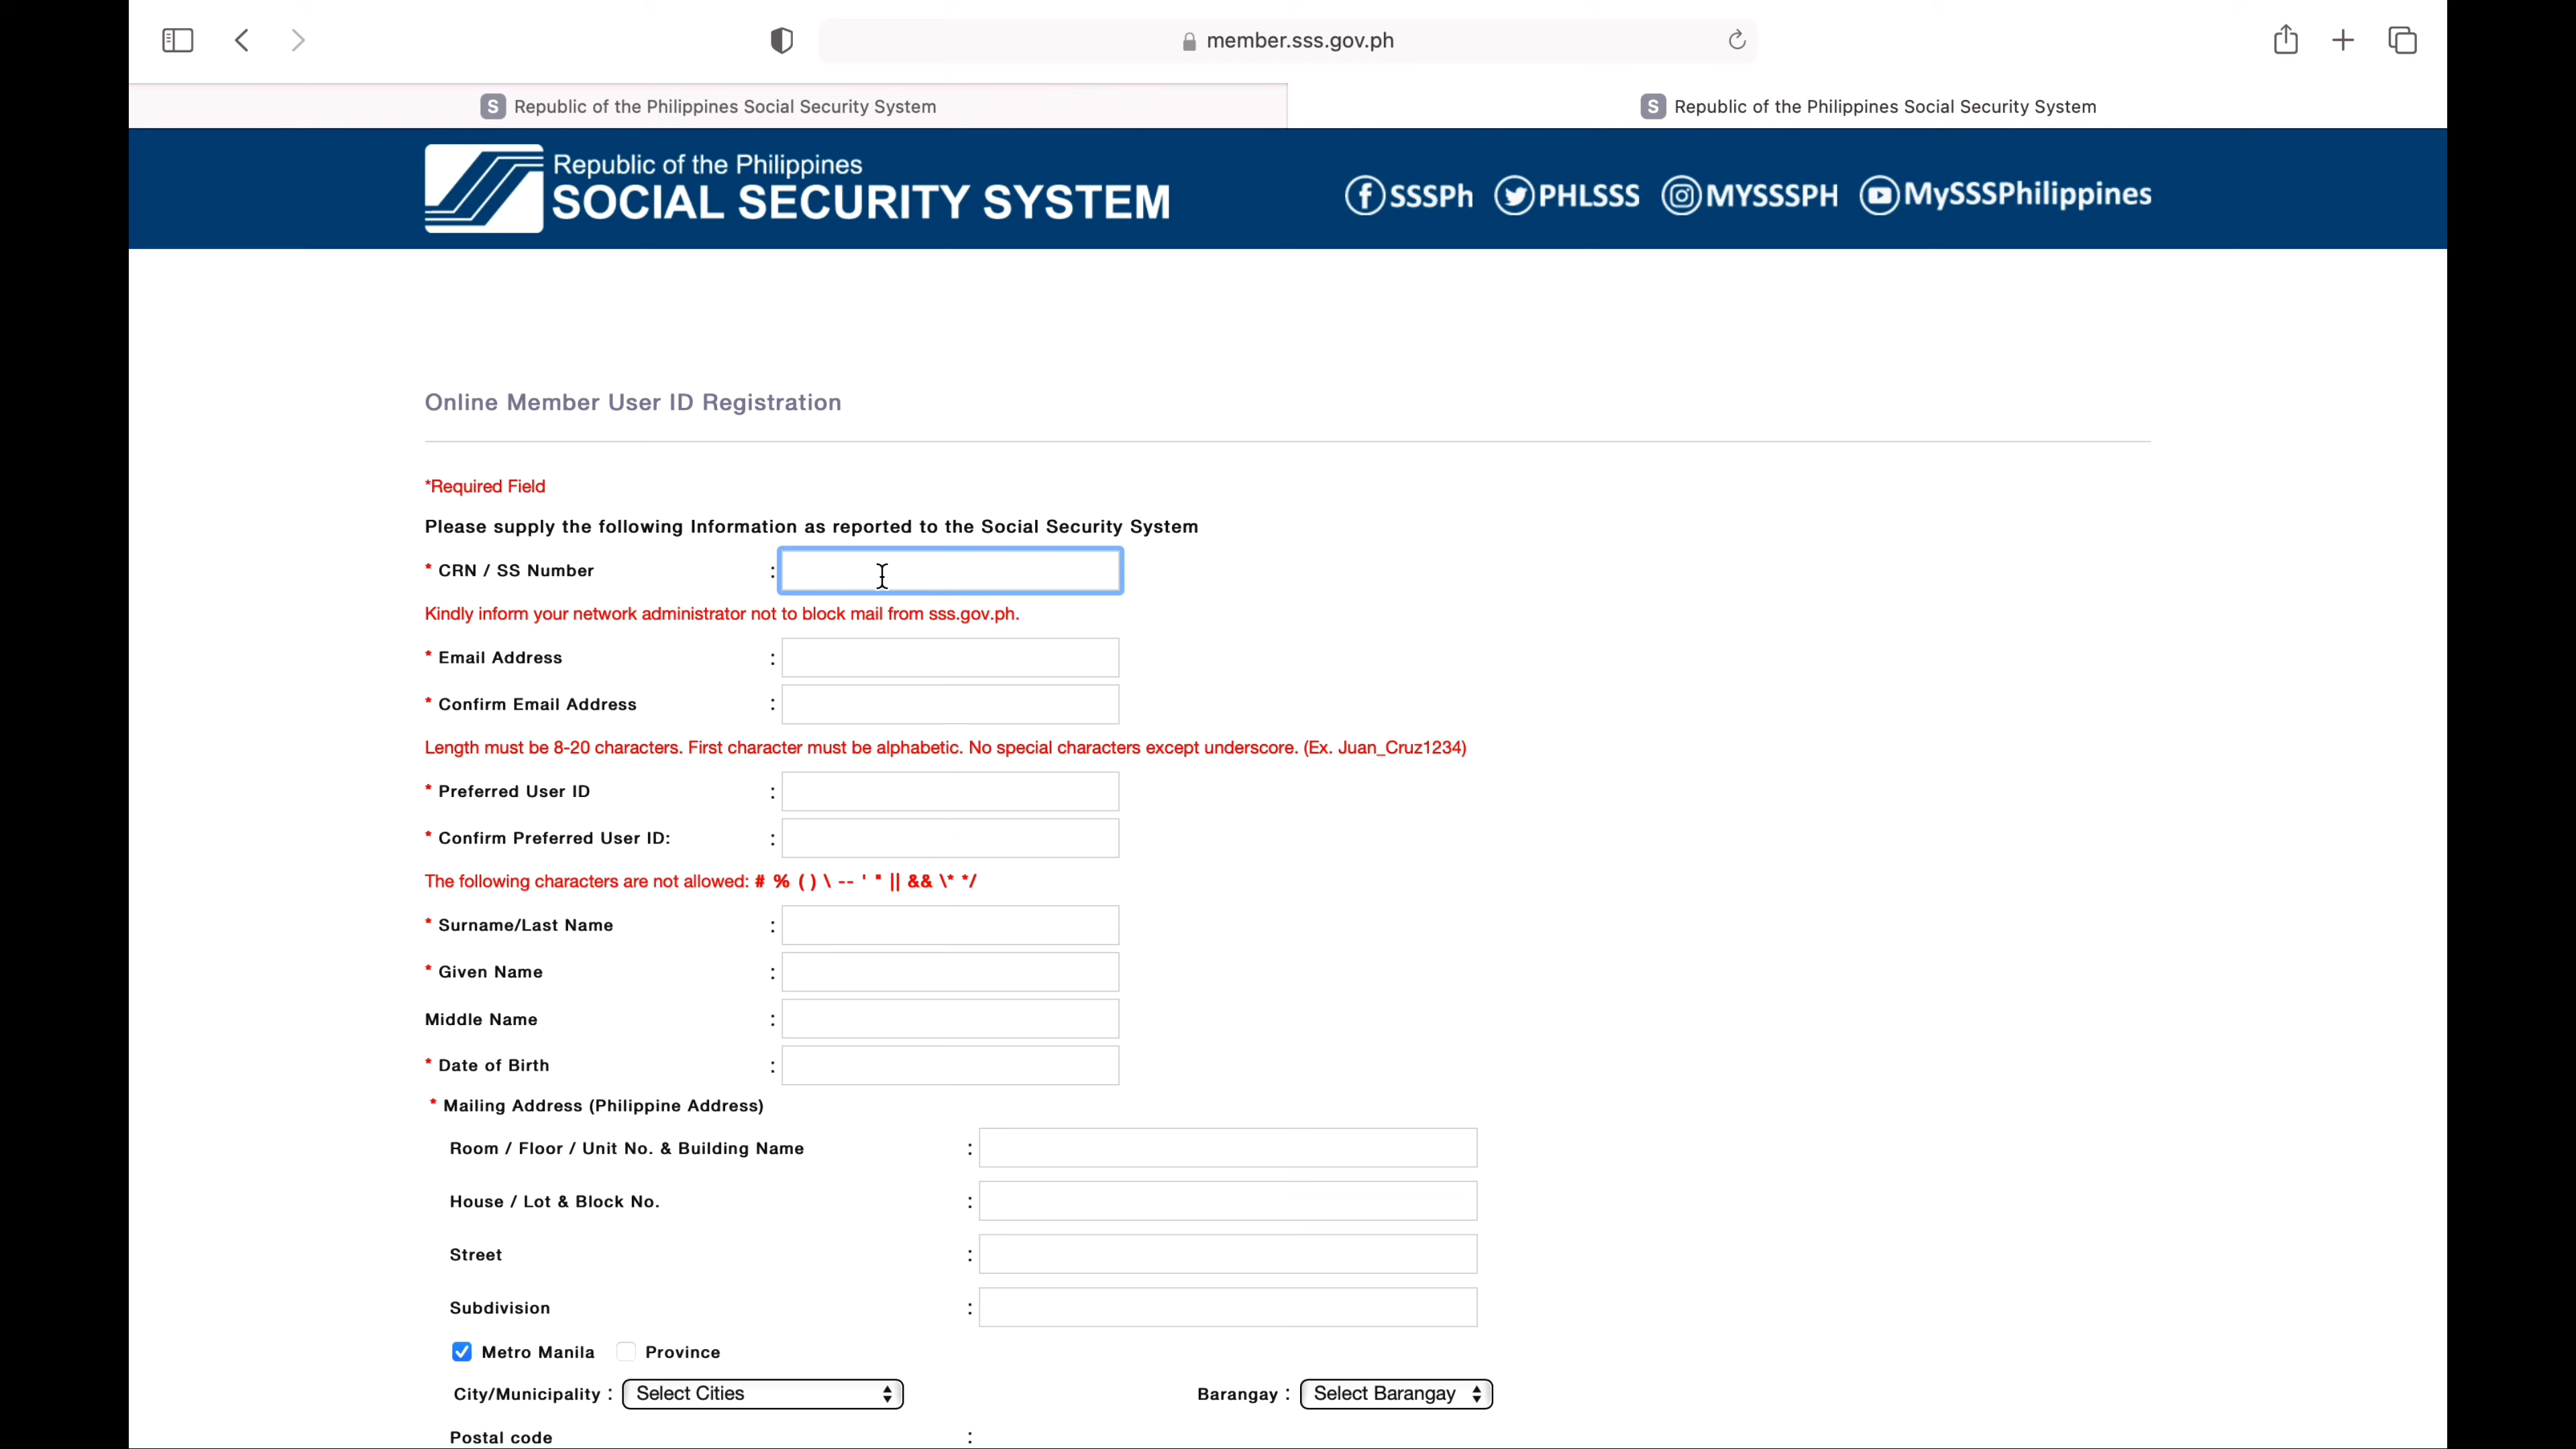 member.sss.gov.ph
S Republic of the Philippines Social Security System
S Republic of the Philippines Social Security System
Republic of the Philippines
SOCIAL SECURITY SYSTEM
SSSPh PHLSSS MYSSSPH MySSSPhilippines
Online Member User ID Registration
*Required Field
Please supply the following Information as reported to the Social Security System
* CRN / SS Number :
Kindly inform your network administrator not to block mail from sss.gov.ph.
* Email Address :
* Confirm Email Address :
Length must be 8-20 characters. First character must be alphabetic. No special characters except underscore. (Ex. Juan_Cruz1234)
* Preferred User ID :
* Confirm Preferred User ID: :
The following characters are not allowed: # % ( ) \ -- ' " || && \* */
* Surname/Last Name :
* Given Name :
Middle Name :
* Date of Birth :
* Mailing Address (Philippine Address)
Room / Floor / Unit No. & Building Name :
House / Lot & Block No. :
Street :
Subdivision :
Metro Manila Province
City/Municipality : Select Cities Barangay : Select Barangay
Postal code :